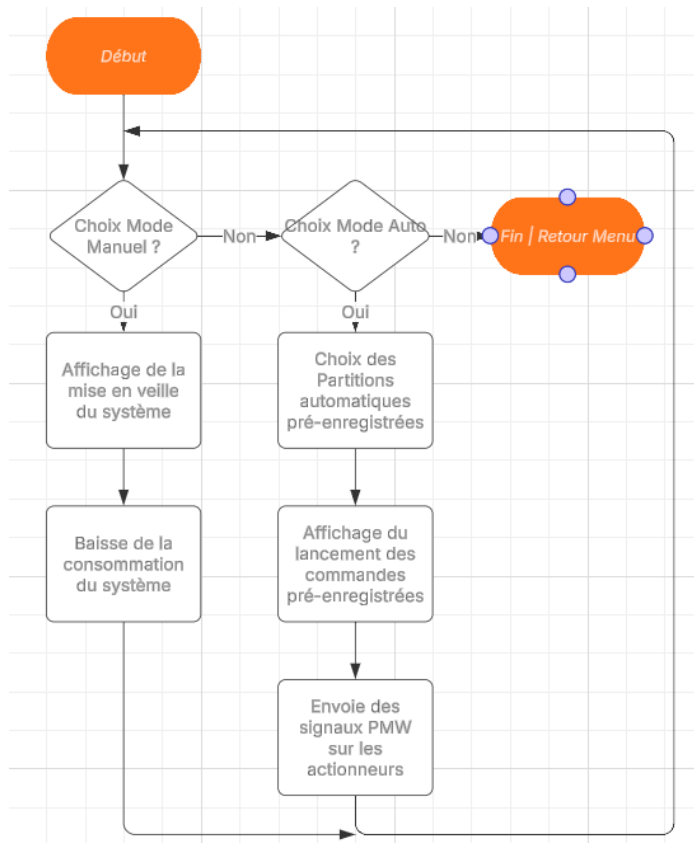 Début
Choix Mode
Manuel ?
Non
Choix Mode Auto
?
Non
Fin | Retour Menu
Oui
Oui
Affichage de la
mise en veille
du système
Choix des
Partitions
automatiques
pré-enregistrées
Baisse de la
consommation
du système
Affichage du
lancement des
commandes
pré-enregistrées
Envoie des
signaux PMW
sur les
actionneurs